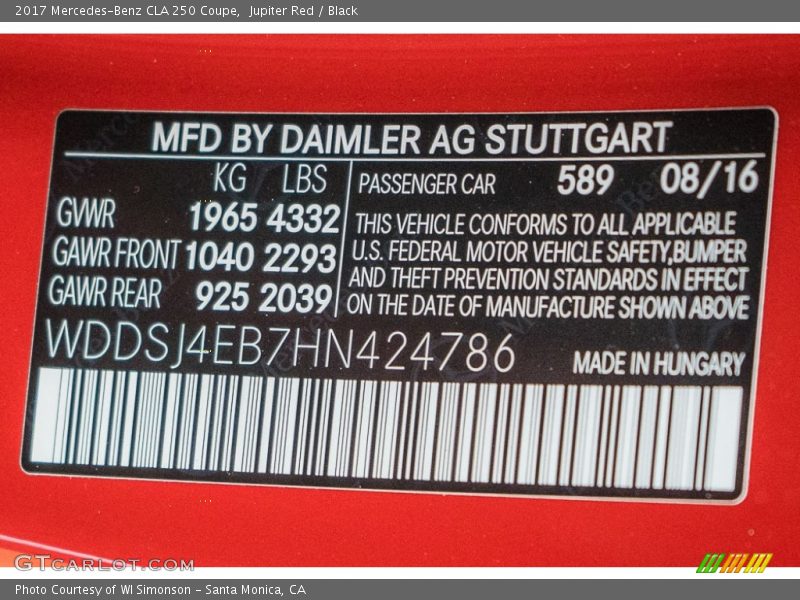 2017 Mercedes-Benz CLA 250 Coupe,  Jupiter Red / Black
MFD BY DAIMLER AG STUTTGART
KG LBS
GVWR 1965 4332
GAWR FRONT 1040 2293
GAWR REAR 925 2039
PASSENGER CAR 589 08/16
THIS VEHICLE CONFORMS TO ALL APPLICABLE
U.S. FEDERAL MOTOR VEHICLE SAFETY,BUMPER
AND THEFT PREVENTION STANDARDS IN EFFECT
ON THE DATE OF MANUFACTURE SHOWN ABOVE
WDDSJ4EB7HN424786
MADE IN HUNGARY
GTCARLOT.COM
Photo Courtesy of WI Simonson – Santa Monica, CA